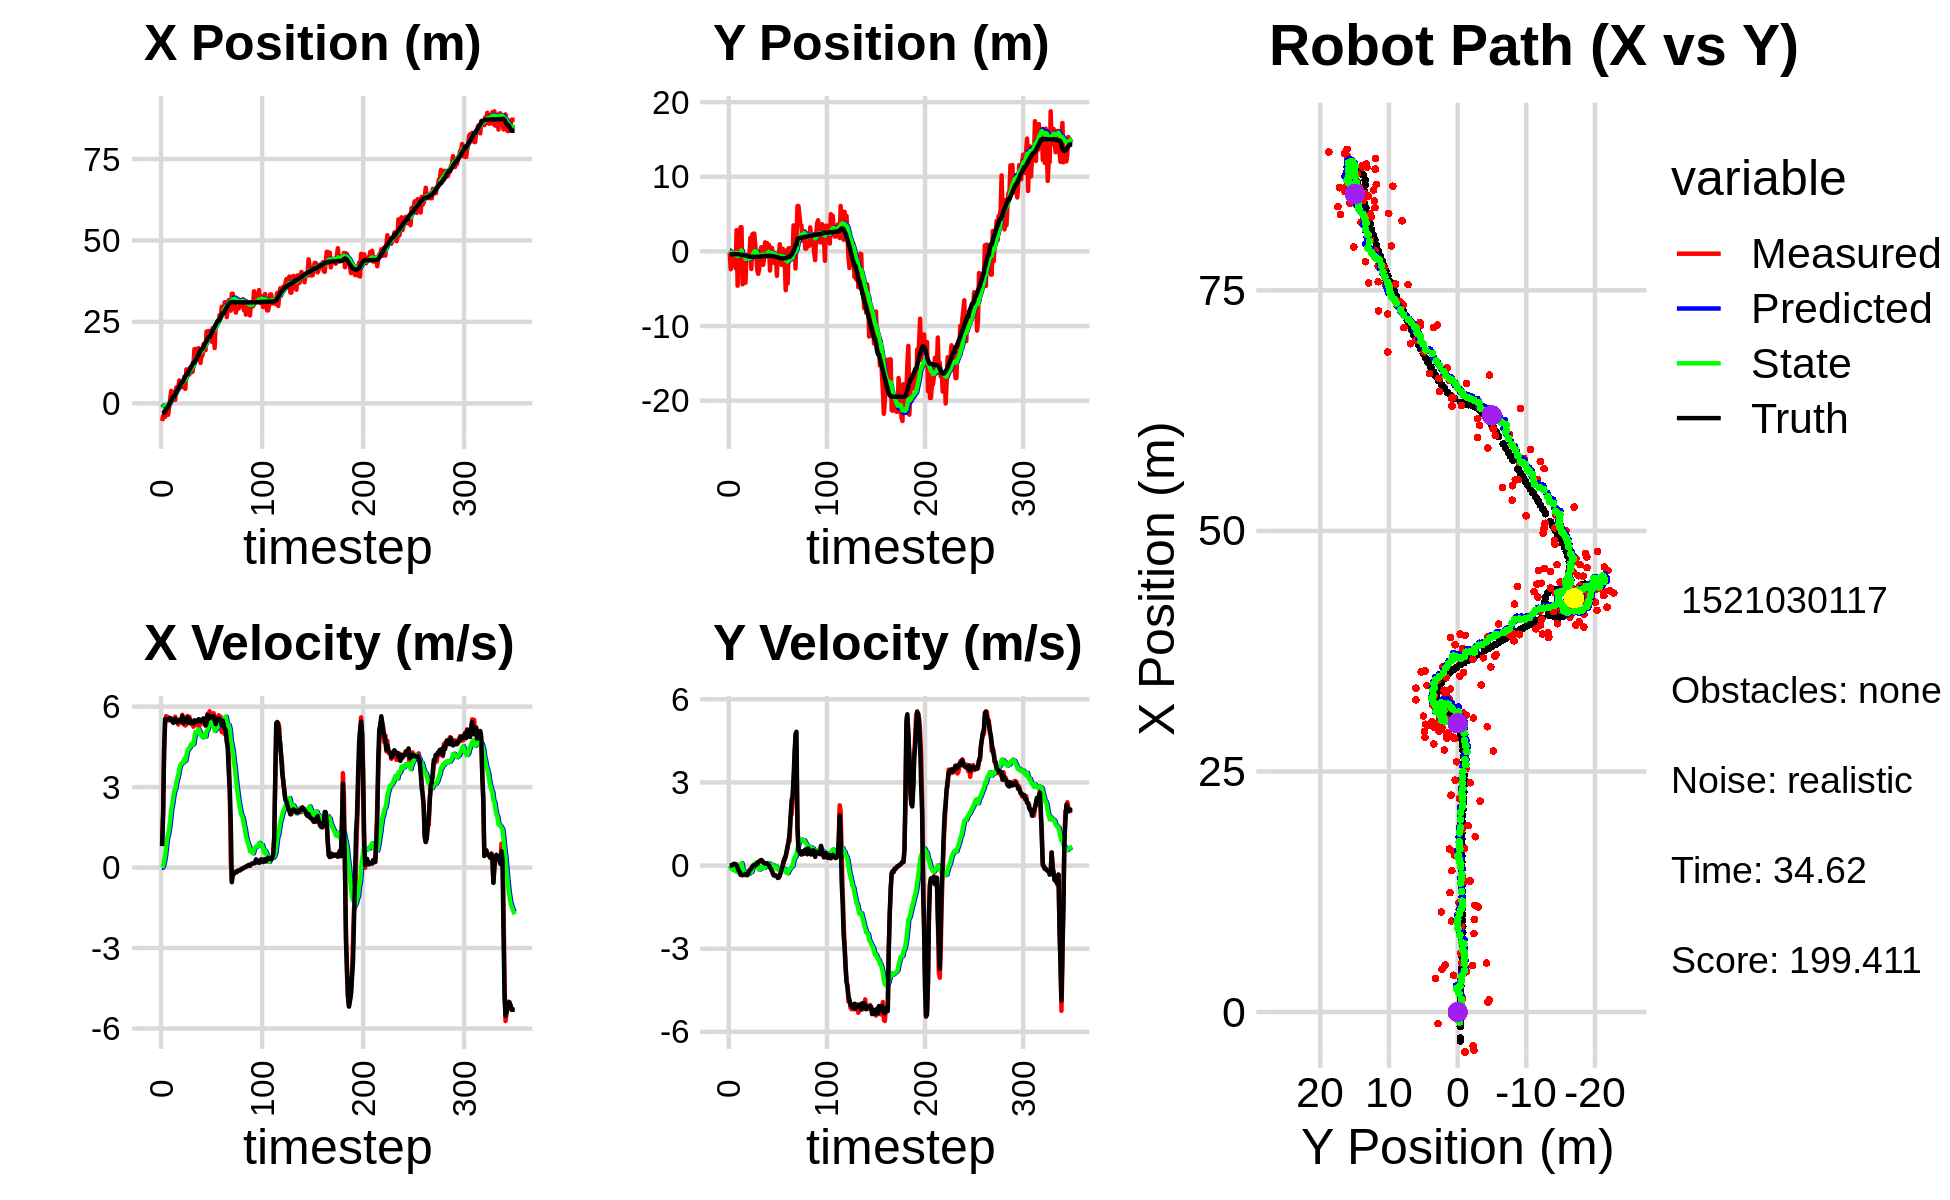 X Position (m)
75
50
25
0
0 100 200 300
timestep
Y Position (m)
20
10
0
-10
-20
0 100 200 300
timestep
X Velocity (m/s)
6
3
0
-3
-6
0 100 200 300
timestep
Y Velocity (m/s)
6
3
0
-3
-6
0 100 200 300
timestep
Robot Path (X vs Y)
X Position (m)
75
50
25
0
20 10 0 -10 -20
Y Position (m)
variable
Measured
Predicted
State
Truth
1521030117
Obstacles: none
Noise: realistic
Time: 34.62
Score: 199.411